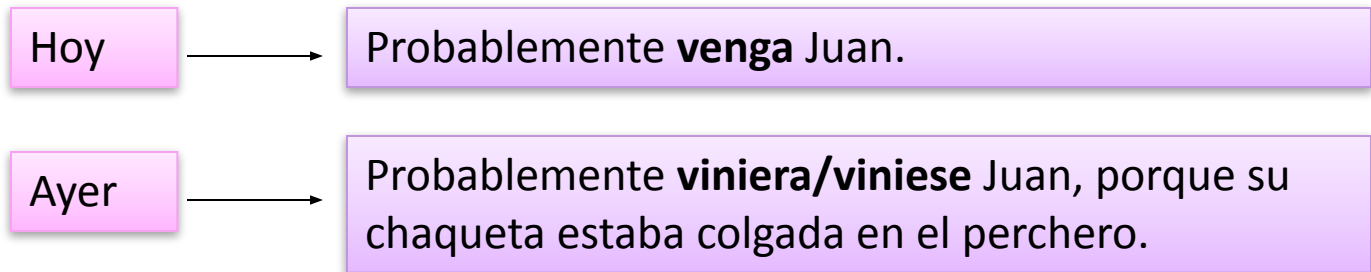 Hoy
Probablemente venga Juan.
Ayer
Probablemente viniera/viniese Juan, porque su
chaqueta estaba colgada en el perchero.